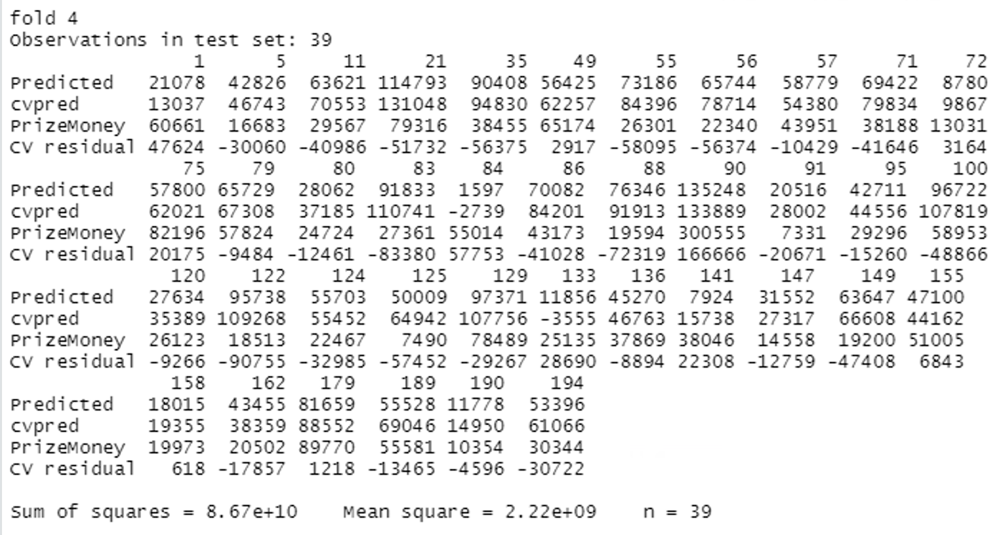 fold 4
Observations in test set: 39
1 5 11 21 35 49 55 56 57 71 72
Predicted 21078 42826 63621 114793 90408 56425 73186 65744 58779 69422 8780
cvpred 13037 46743 70553 131048 94830 62257 84396 78714 54380 79834 9867
PrizeMoney 60661 16683 29567 79316 38455 65174 26301 22340 43951 38188 13031
CV residual 47624 -30060 -40986 -51732 -56375 2917 -58095 -56374 -10429 -41646 3164
75 79 80 83 84 86 88 90 91 95 100
Predicted 57800 65729 28062 91833 1597 70082 76346 135248 20516 42711 96722
cvpred 62021 67308 37185 110741 -2739 84201 91913 133889 28002 44556 107819
PrizeMoney 82196 57824 24724 27361 55014 43173 19594 300555 7331 29296 58953
CV residual 20175 -9484 -12461 -83380 57753 -41028 -72319 166666 -20671 -15260 -48866
120 122 124 125 129 133 136 141 147 149 155
Predicted 27634 95738 55703 50009 97371 11856 45270 7924 31552 63647 47100
cvpred 35389 109268 55452 64942 107756 -3555 46763 15738 27317 66608 44162
PrizeMoney 26123 18513 22467 7490 78489 25135 37869 38046 14558 19200 51005
CV residual -9266 -90755 -32985 -57452 -29267 28690 -8894 22308 -12759 -47408 6843
158 162 179 189 190 194
Predicted 18015 43455 81659 55528 11778 53396
cvpred 19355 38359 88552 69046 14950 61066
PrizeMoney 19973 20502 89770 55581 10354 30344
CV residual 618 -17857 1218 -13465 -4596 -30722
Sum of squares = 8.67e+10 Mean square = 2.22e+09 n = 39